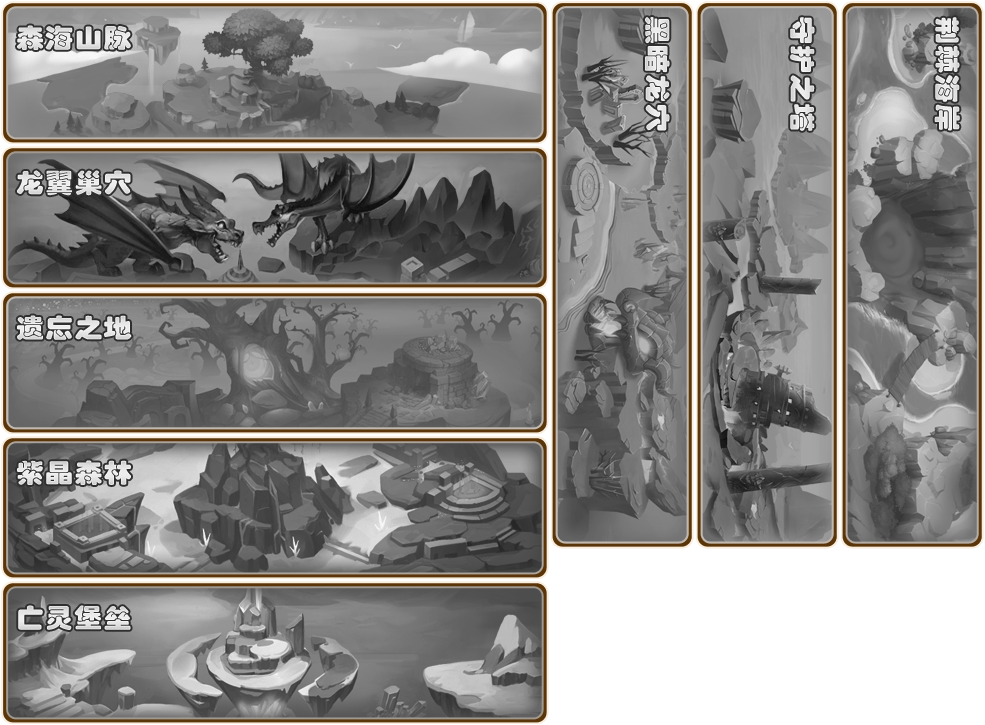 森海山脉
龙翼巢穴
遗忘之地
紫晶森林
亡灵堡垒
黑暗龙穴
守护之塔
荆棘海岸